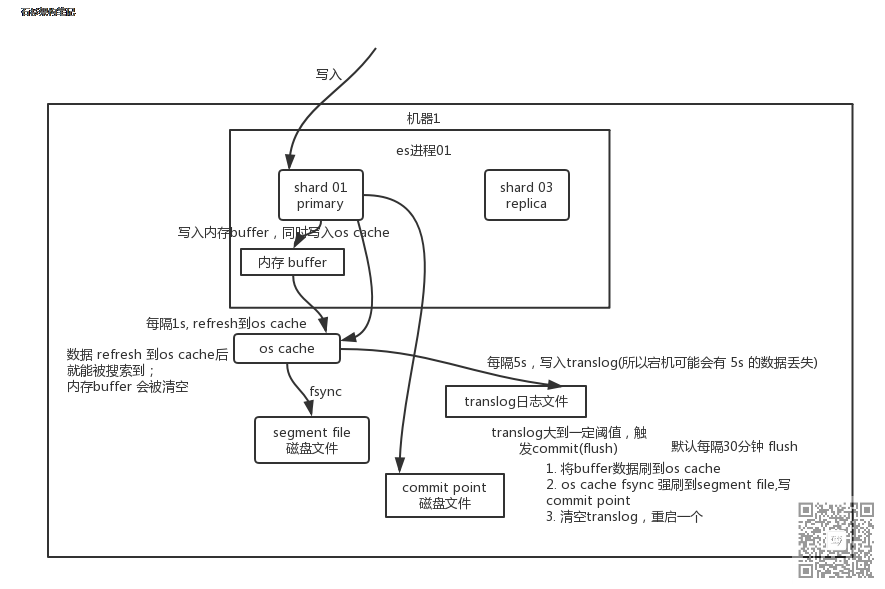 写入
机器1
es进程01
shard 01
primary
shard 03
replica
写入内存buffer，同时写入os cache
内存 buffer
每隔1s, refresh到os cache
os cache
数据 refresh 到os cache后
就能被搜索到；
内存buffer 会被清空
每隔5s，写入translog(所以宕机可能会有 5s 的数据丢失)
fsync
translog日志文件
segment file
磁盘文件
translog大到一定阈值，触
发commit(flush)
默认每隔30分钟 flush
1. 将buffer数据刷到os cache
2. os cache fsync 强刷到segment file,写
commit point
3. 清空translog，重启一个
commit point
磁盘文件